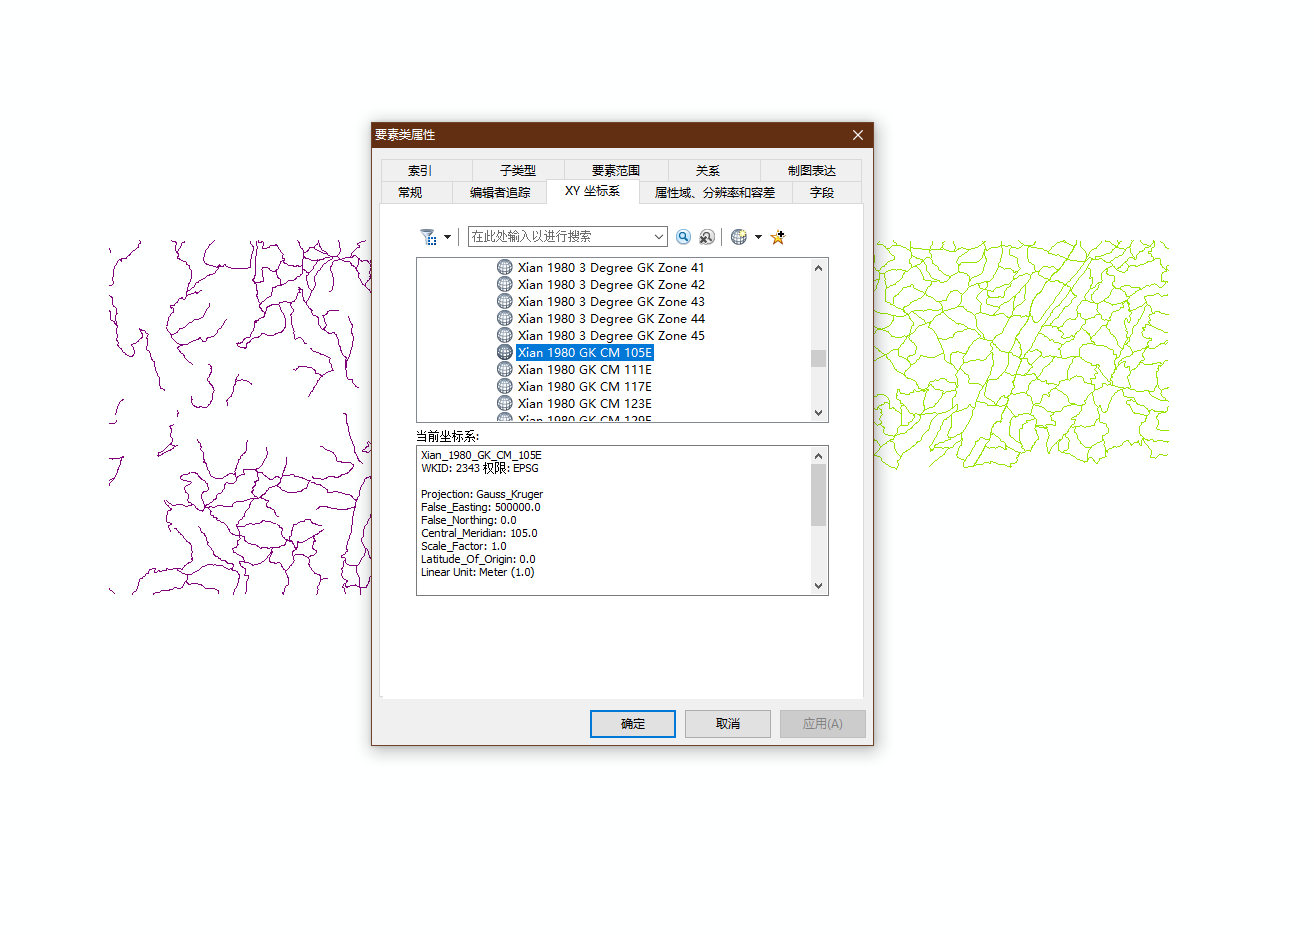 要素类属性
索引 子类型 要素范围 关系 制图表达
常规 编辑者追踪 XY 坐标系 属性域、分辨率和容差 字段
在此处输入以进行搜索
Xian 1980 3 Degree GK Zone 41
Xian 1980 3 Degree GK Zone 42
Xian 1980 3 Degree GK Zone 43
Xian 1980 3 Degree GK Zone 44
Xian 1980 3 Degree GK Zone 45
Xian 1980 GK CM 105E
Xian 1980 GK CM 111E
Xian 1980 GK CM 117E
Xian 1980 GK CM 123E
Xian 1980 GK CM 129E
当前坐标系:
Xian_1980_GK_CM_105E
WKID: 2343 权限: EPSG
Projection: Gauss_Kruger
False_Easting: 500000.0
False_Northing: 0.0
Central_Meridian: 105.0
Scale_Factor: 1.0
Latitude_Of_Origin: 0.0
Linear Unit: Meter (1.0)
确定 取消 应用(A)